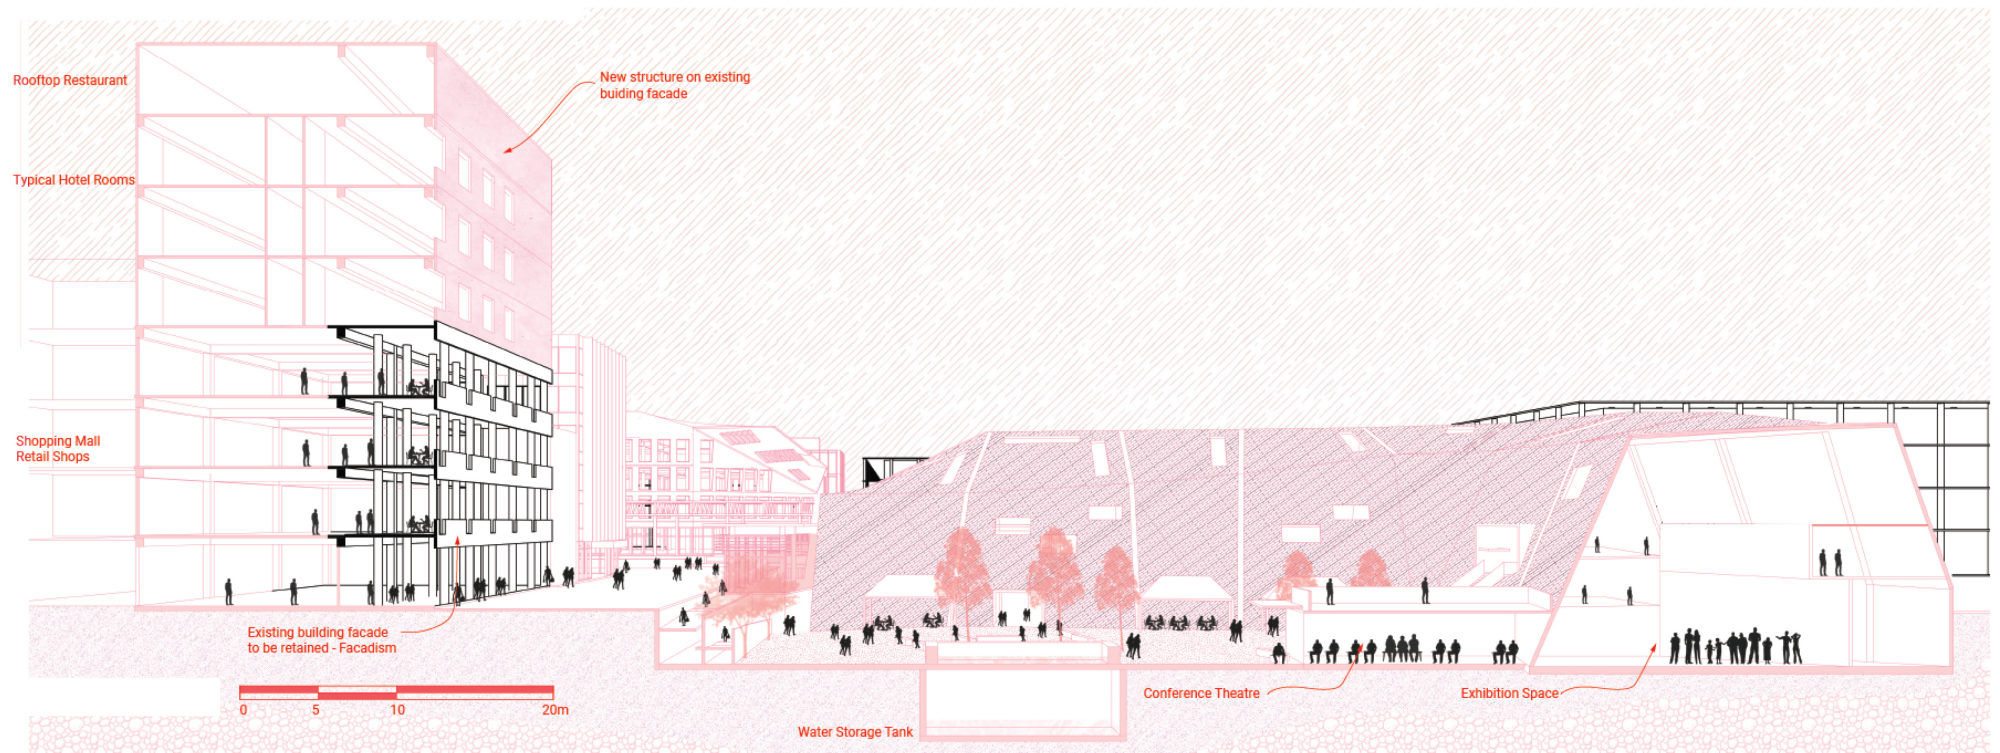 Rooftop Restaurant
New structure on existing
buiding facade
Typical Hotel Rooms
Shopping Mall
Retail Shops
Existing building facade
to be retained - Facadism
0 5 10 20m
Water Storage Tank
Conference Theatre
Exhibition Space